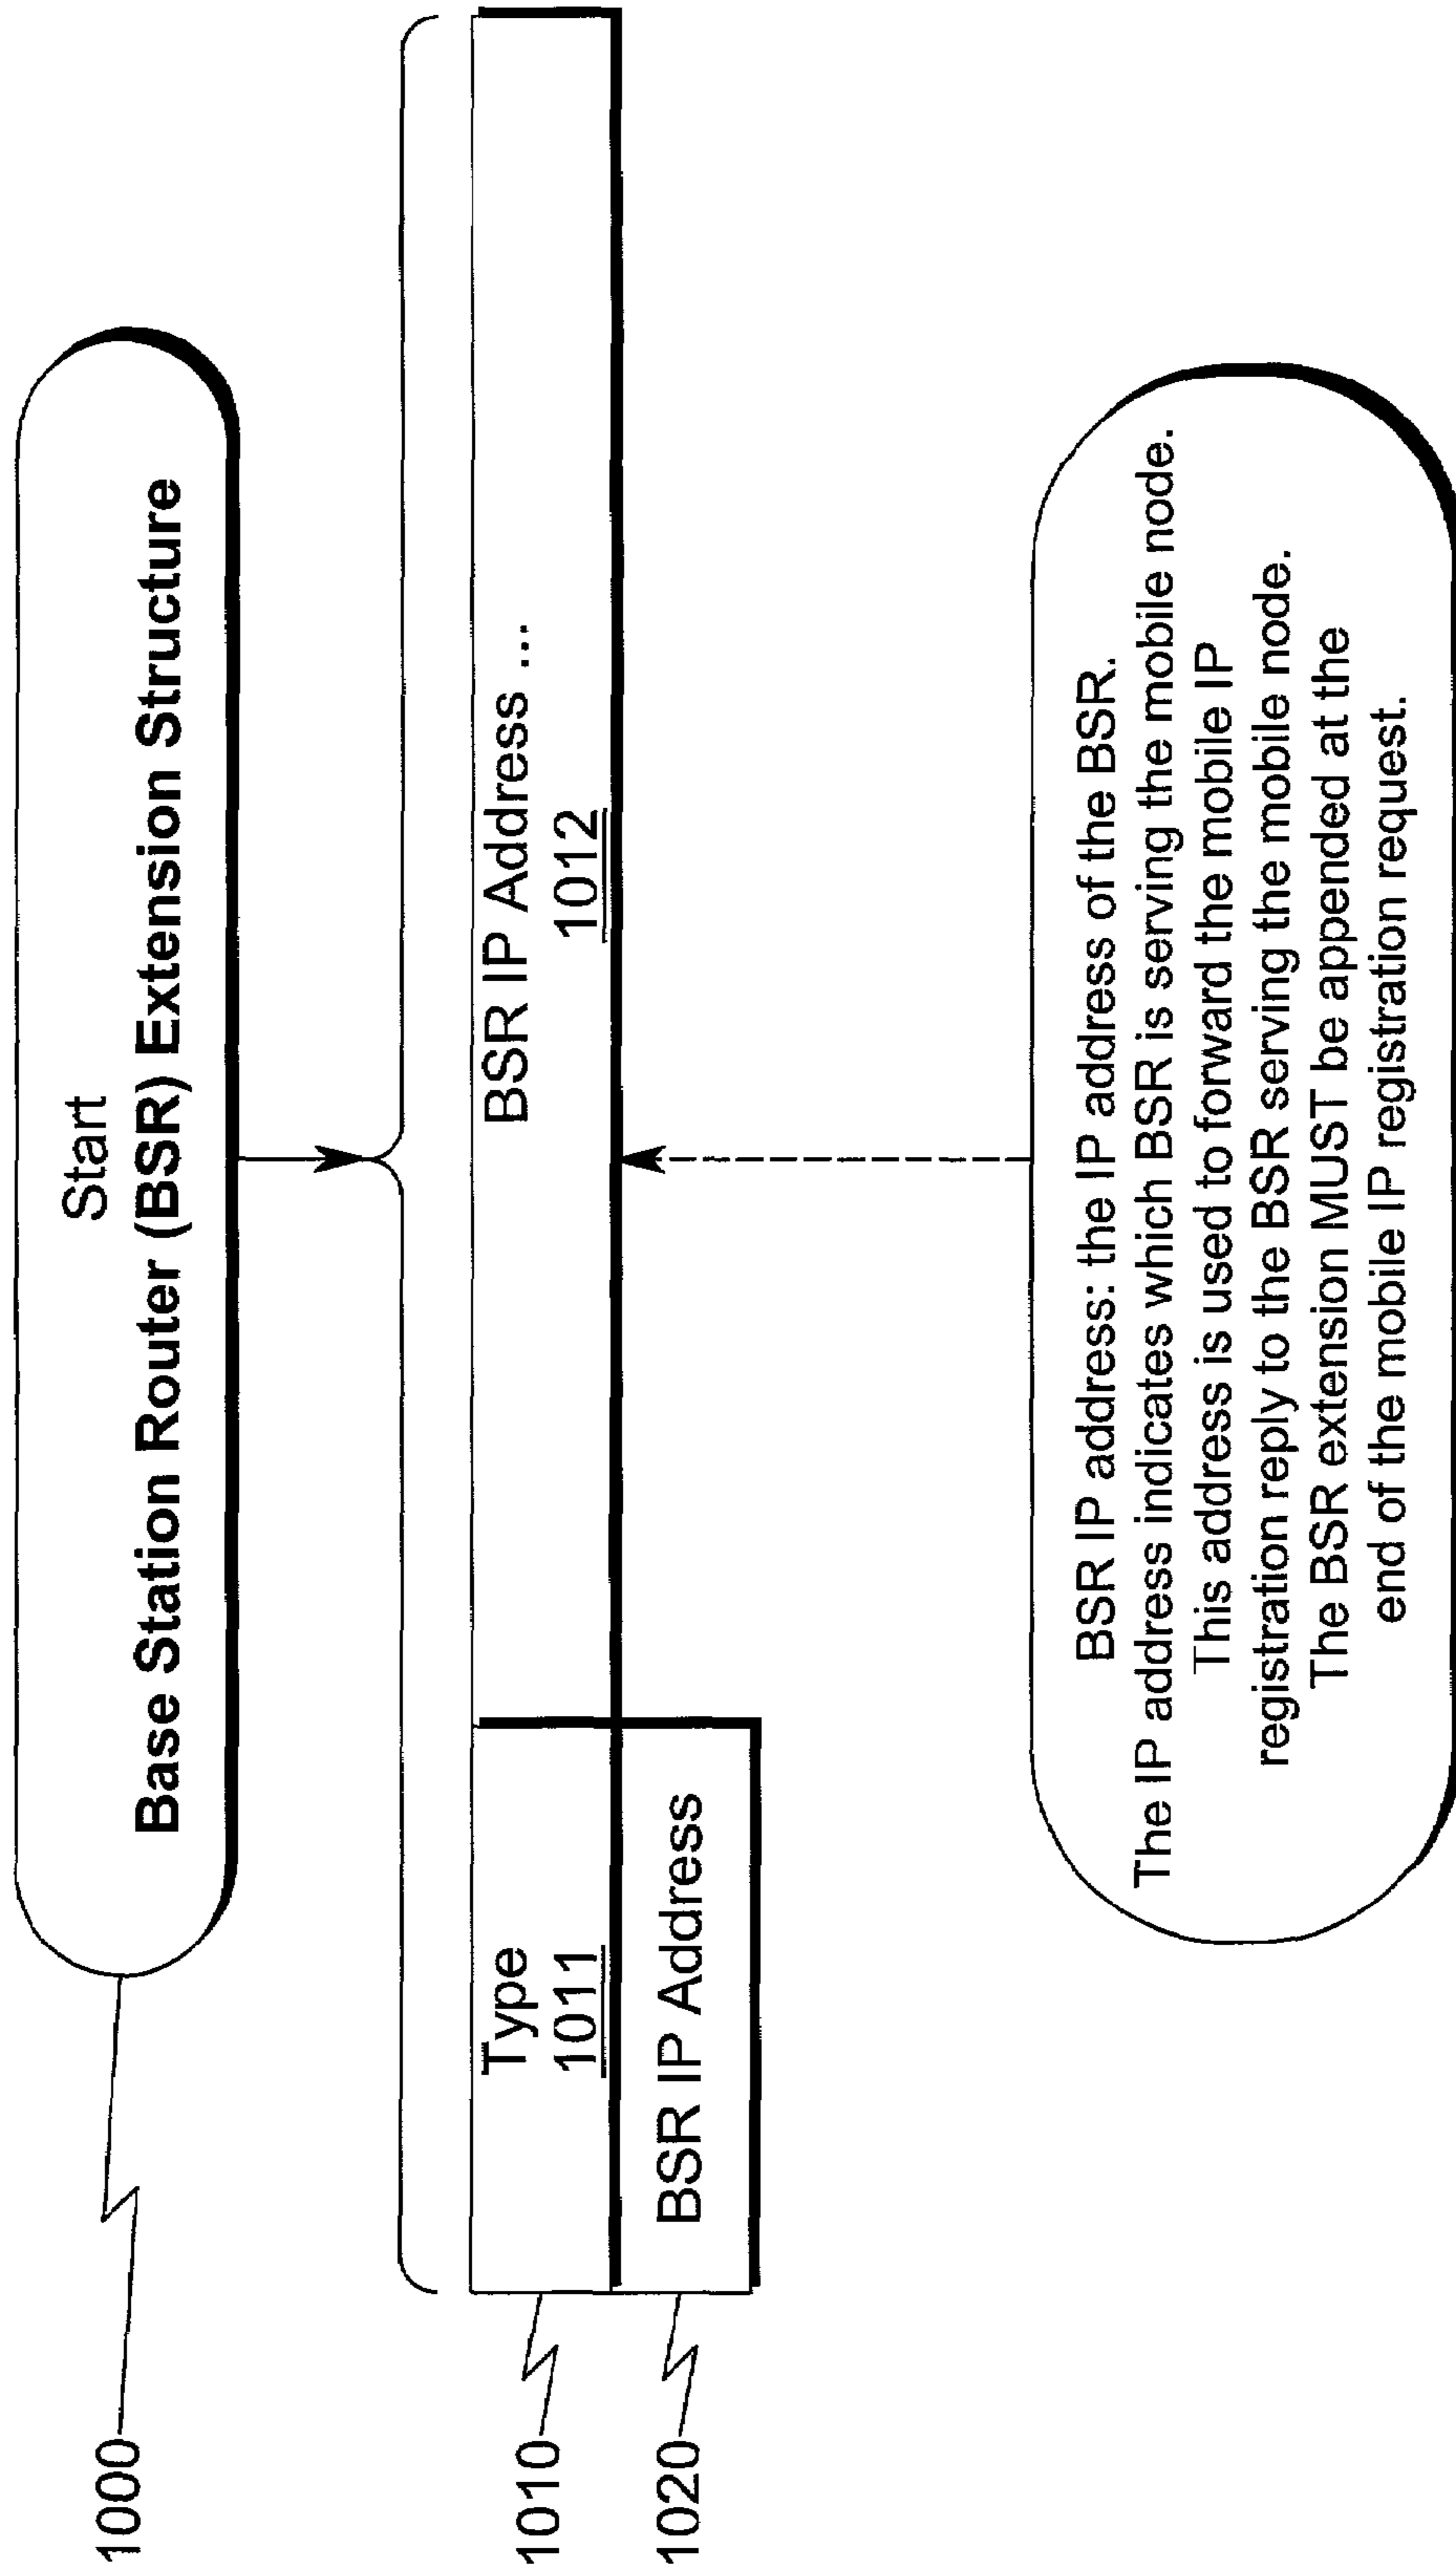 1000
Start
Base Station Router (BSR) Extension Structure
1010
Type
1011
BSR IP Address ...
1012
1020
BSR IP Address
BSR IP address: the IP address of the BSR.
The IP address indicates which BSR is serving the mobile node.
This address is used to forward the mobile IP
registration reply to the BSR serving the mobile node.
The BSR extension MUST be appended at the
end of the mobile IP registration request.